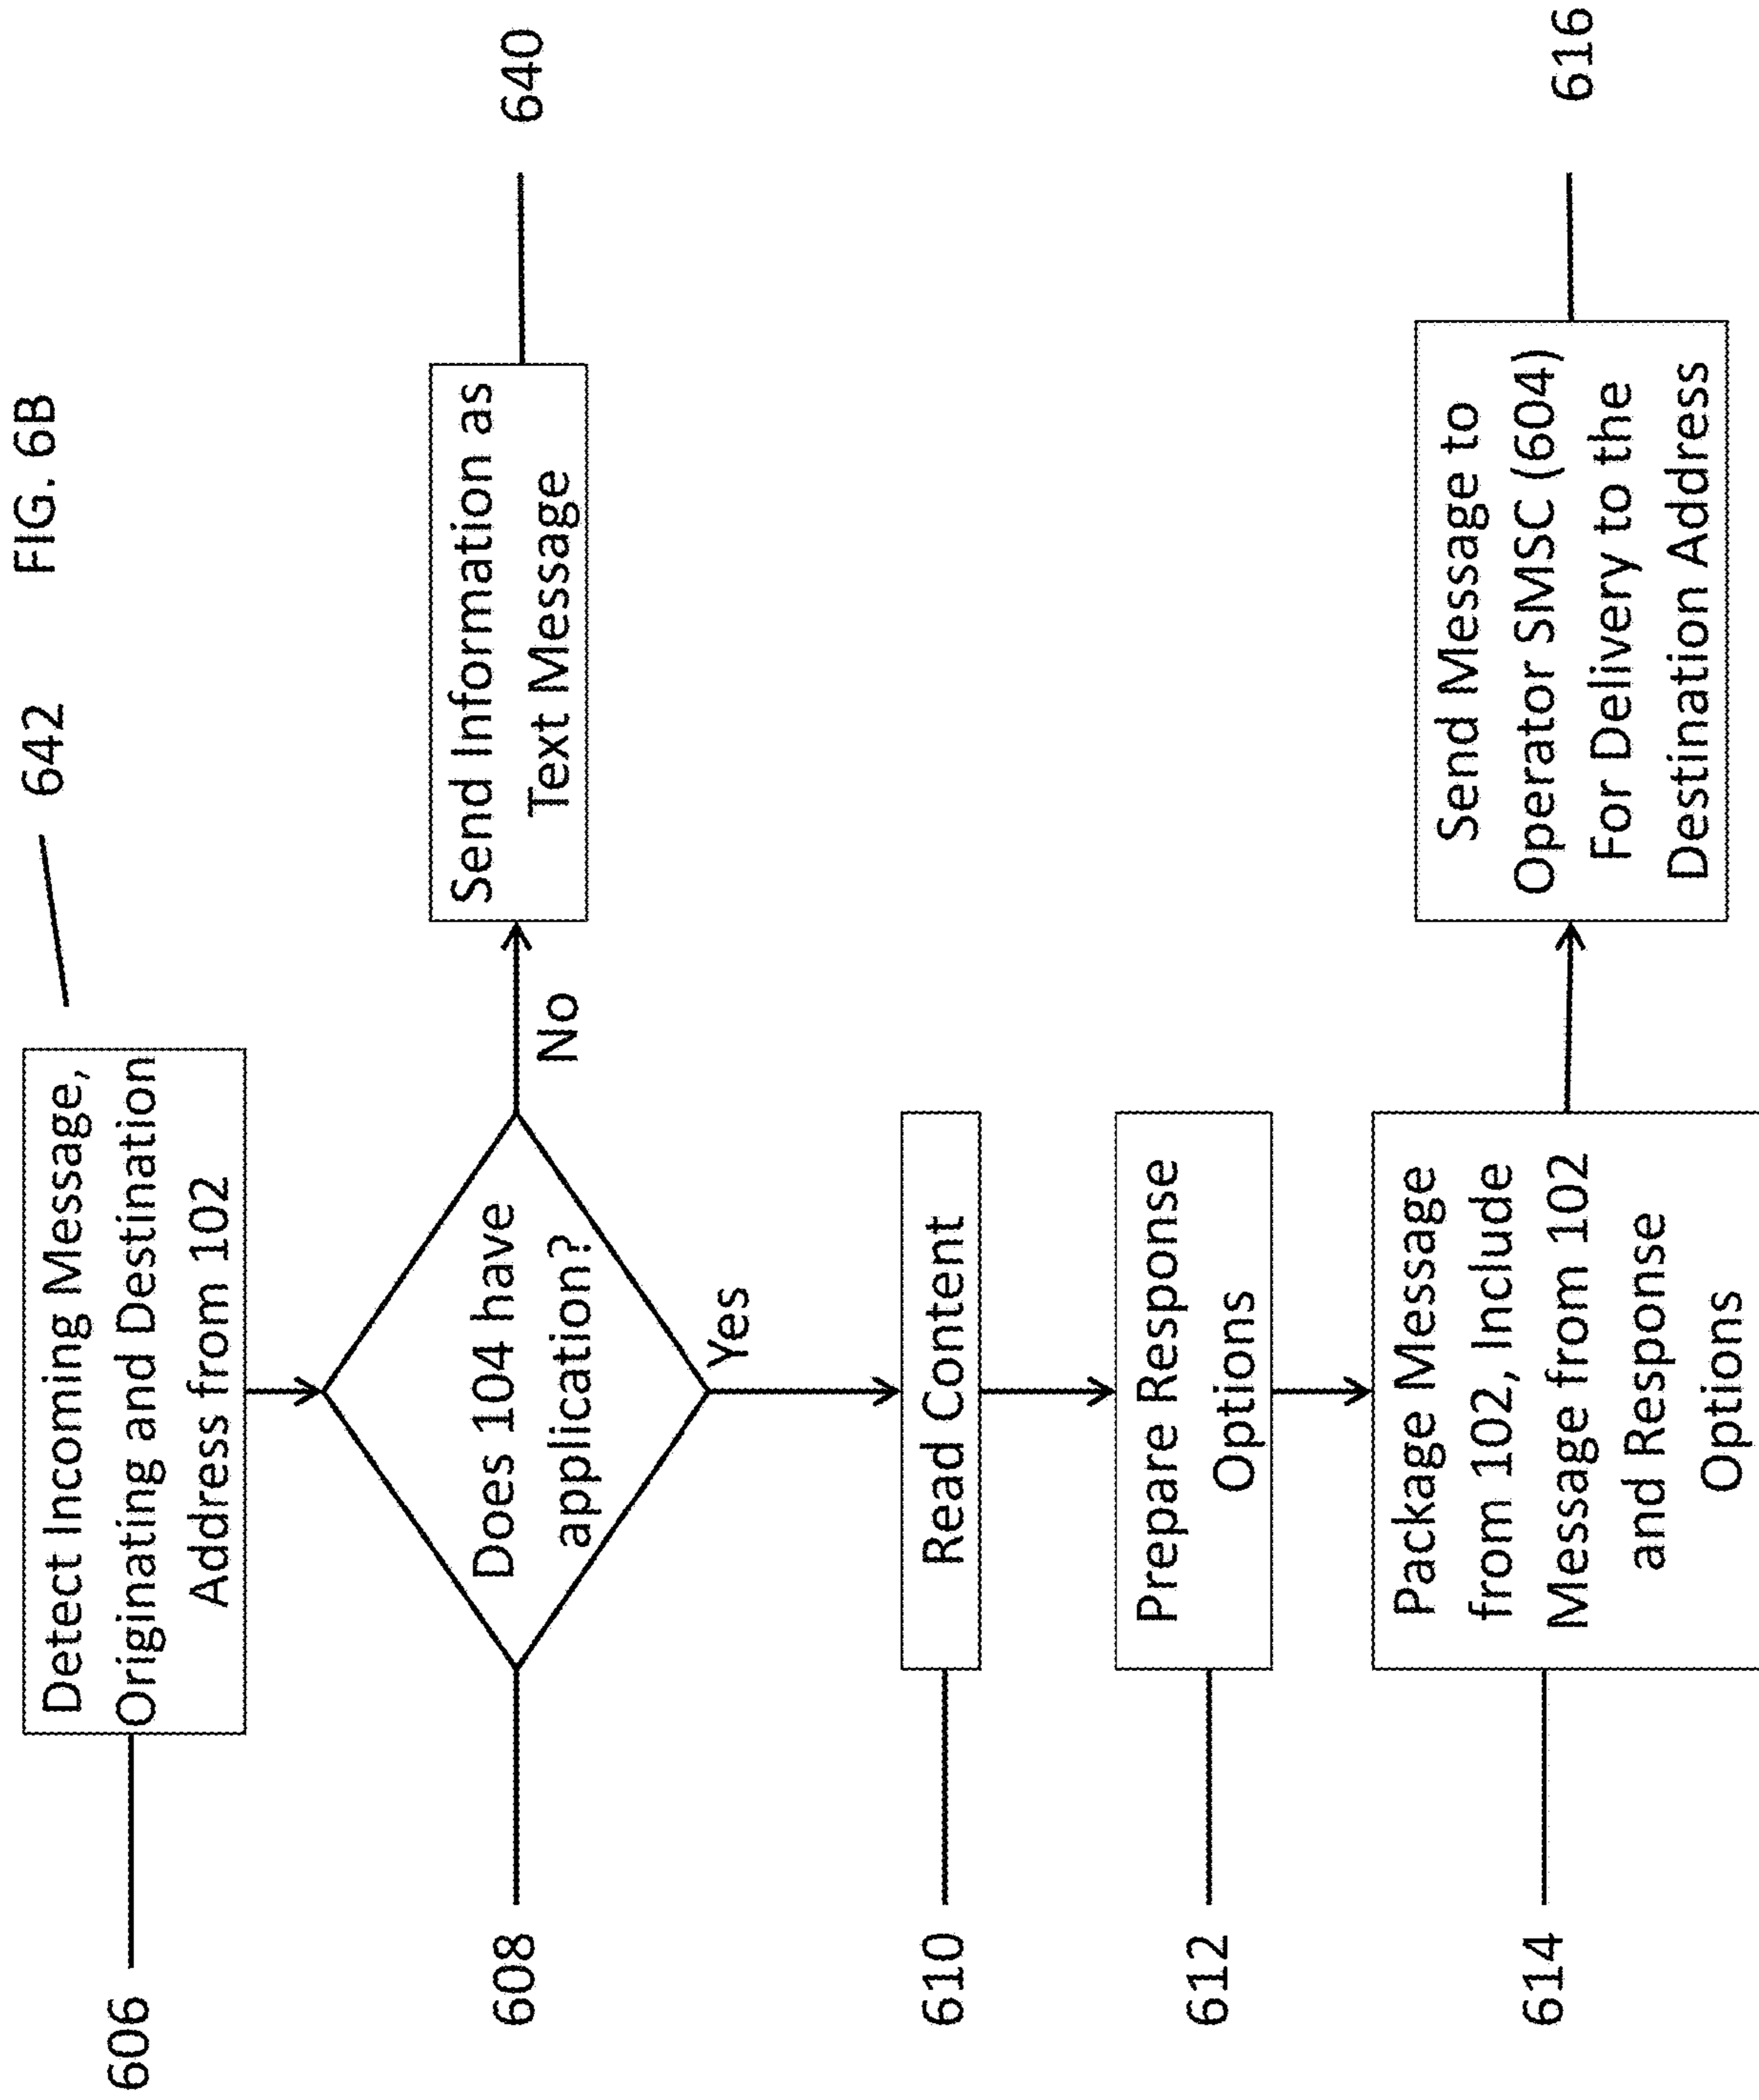 642 FIG. 6B
606
Detect Incoming Message,
Originating and Destination
Address from 102
608
Does 104 have
application?
No
Send Information as
Text Message
640
Yes
610
Read Content
612
Prepare Response
Options
614
Package Message
from 102, Include
Message from 102
and Response
Options
Send Message to
Operator SMSC (604)
For Delivery to the
Destination Address
616